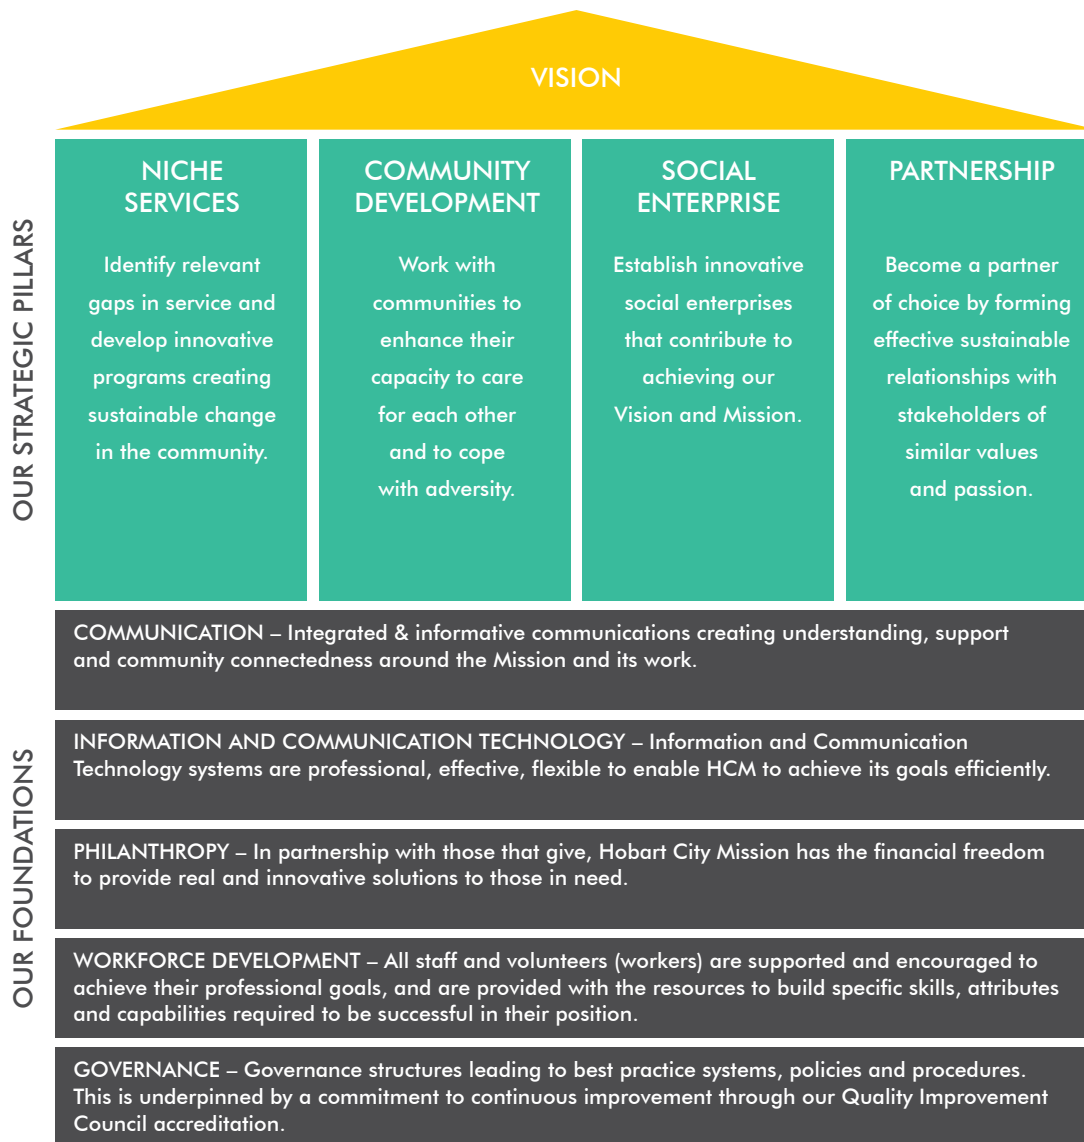 VISION
OUR STRATEGIC PILLARS
NICHE
SERVICES
Identify relevant
gaps in service and
develop innovative
programs creating
sustainable change
in the community.
COMMUNITY
DEVELOPMENT
Work with
communities to
enhance their
capacity to care
for each other
and to cope
with adversity.
SOCIAL
ENTERPRISE
Establish innovative
social enterprises
that contribute to
achieving our
Vision and Mission.
PARTNERSHIP
Become a partner
of choice by forming
effective sustainable
relationships with
stakeholders of
similar values
and passion.
OUR FOUNDATIONS
COMMUNICATION – Integrated & informative communications creating understanding, support
and community connectedness around the Mission and its work.
INFORMATION AND COMMUNICATION TECHNOLOGY – Information and Communication
Technology systems are professional, effective, flexible to enable HCM to achieve its goals efficiently.
PHILANTHROPY – In partnership with those that give, Hobart City Mission has the financial freedom
to provide real and innovative solutions to those in need.
WORKFORCE DEVELOPMENT – All staff and volunteers (workers) are supported and encouraged to
achieve their professional goals, and are provided with the resources to build specific skills, attributes
and capabilities required to be successful in their position.
GOVERNANCE – Governance structures leading to best practice systems, policies and procedures.
This is underpinned by a commitment to continuous improvement through our Quality Improvement
Council accreditation.